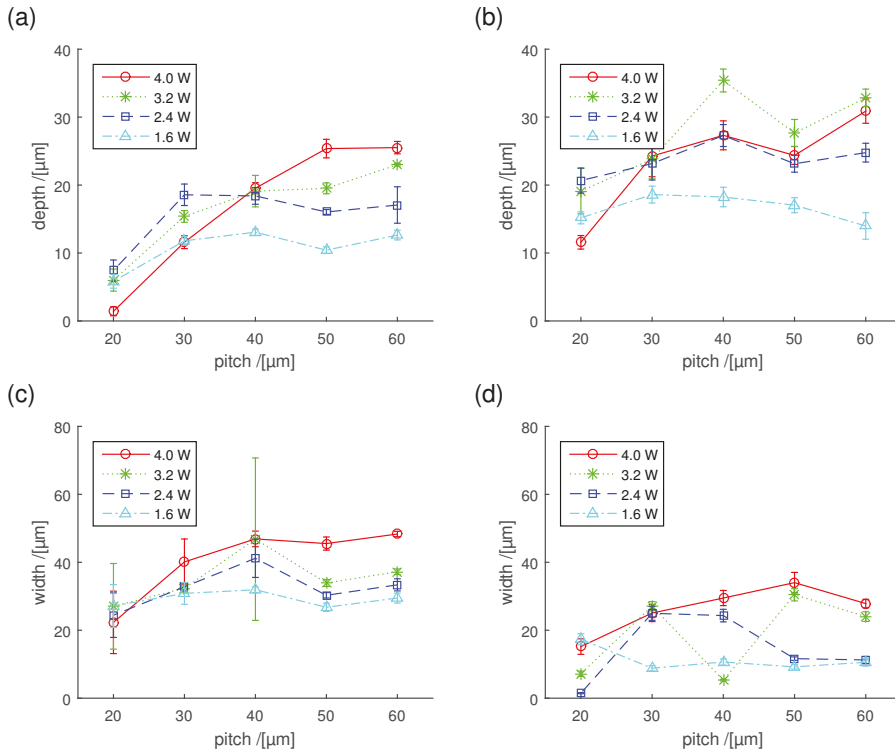 (a)
40
30
20
10
0
depth /[µm]
4.0 W
3.2 W
2.4 W
1.6 W
20 30 40 50 60
pitch /[µm]
(b)
40
30
20
10
0
depth /[µm]
4.0 W
3.2 W
2.4 W
1.6 W
20 30 40 50 60
pitch /[µm]
(c)
80
60
40
20
0
width /[µm]
4.0 W
3.2 W
2.4 W
1.6 W
20 30 40 50 60
pitch /[µm]
(d)
80
60
40
20
0
width /[µm]
4.0 W
3.2 W
2.4 W
1.6 W
20 30 40 50 60
pitch /[µm]